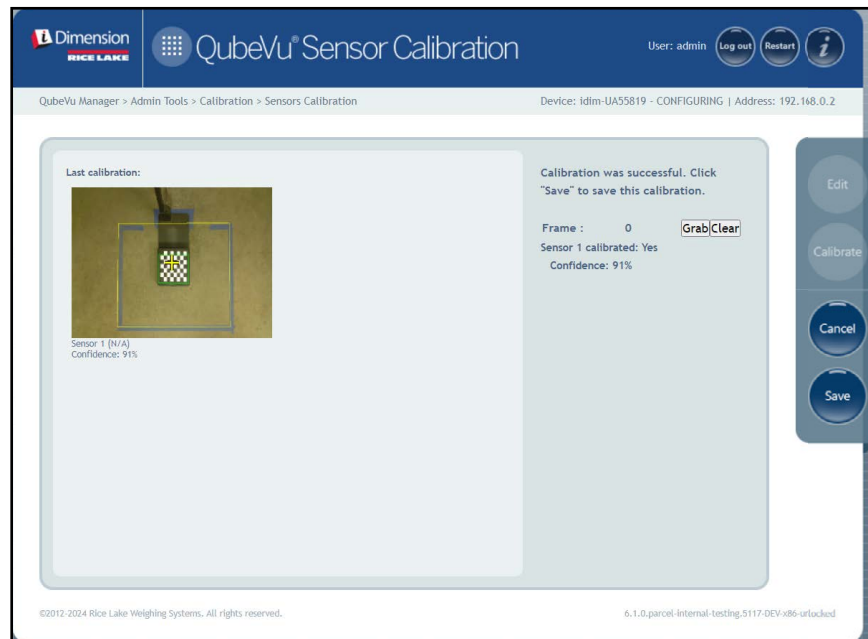 iDimension
RICE LAKE
QubeVu® Sensor Calibration
User: admin
Log out
Restart
i
QubeVu Manager > Admin Tools > Calibration > Sensors Calibration
Device: idim-UA55819 - CONFIGURING | Address: 192.168.0.2
Last calibration:
Sensor 1 (N/A)
Confidence: 91%
Calibration was successful. Click
"Save" to save this calibration.
Frame : 0 Grab Clear
Sensor 1 calibrated: Yes
Confidence: 91%
Edit
Calibrate
Cancel
Save
©2012-2024 Rice Lake Weighing Systems. All rights reserved.
6.1.0.parcel-internal-testing.5117-DEV-x86-urlocked